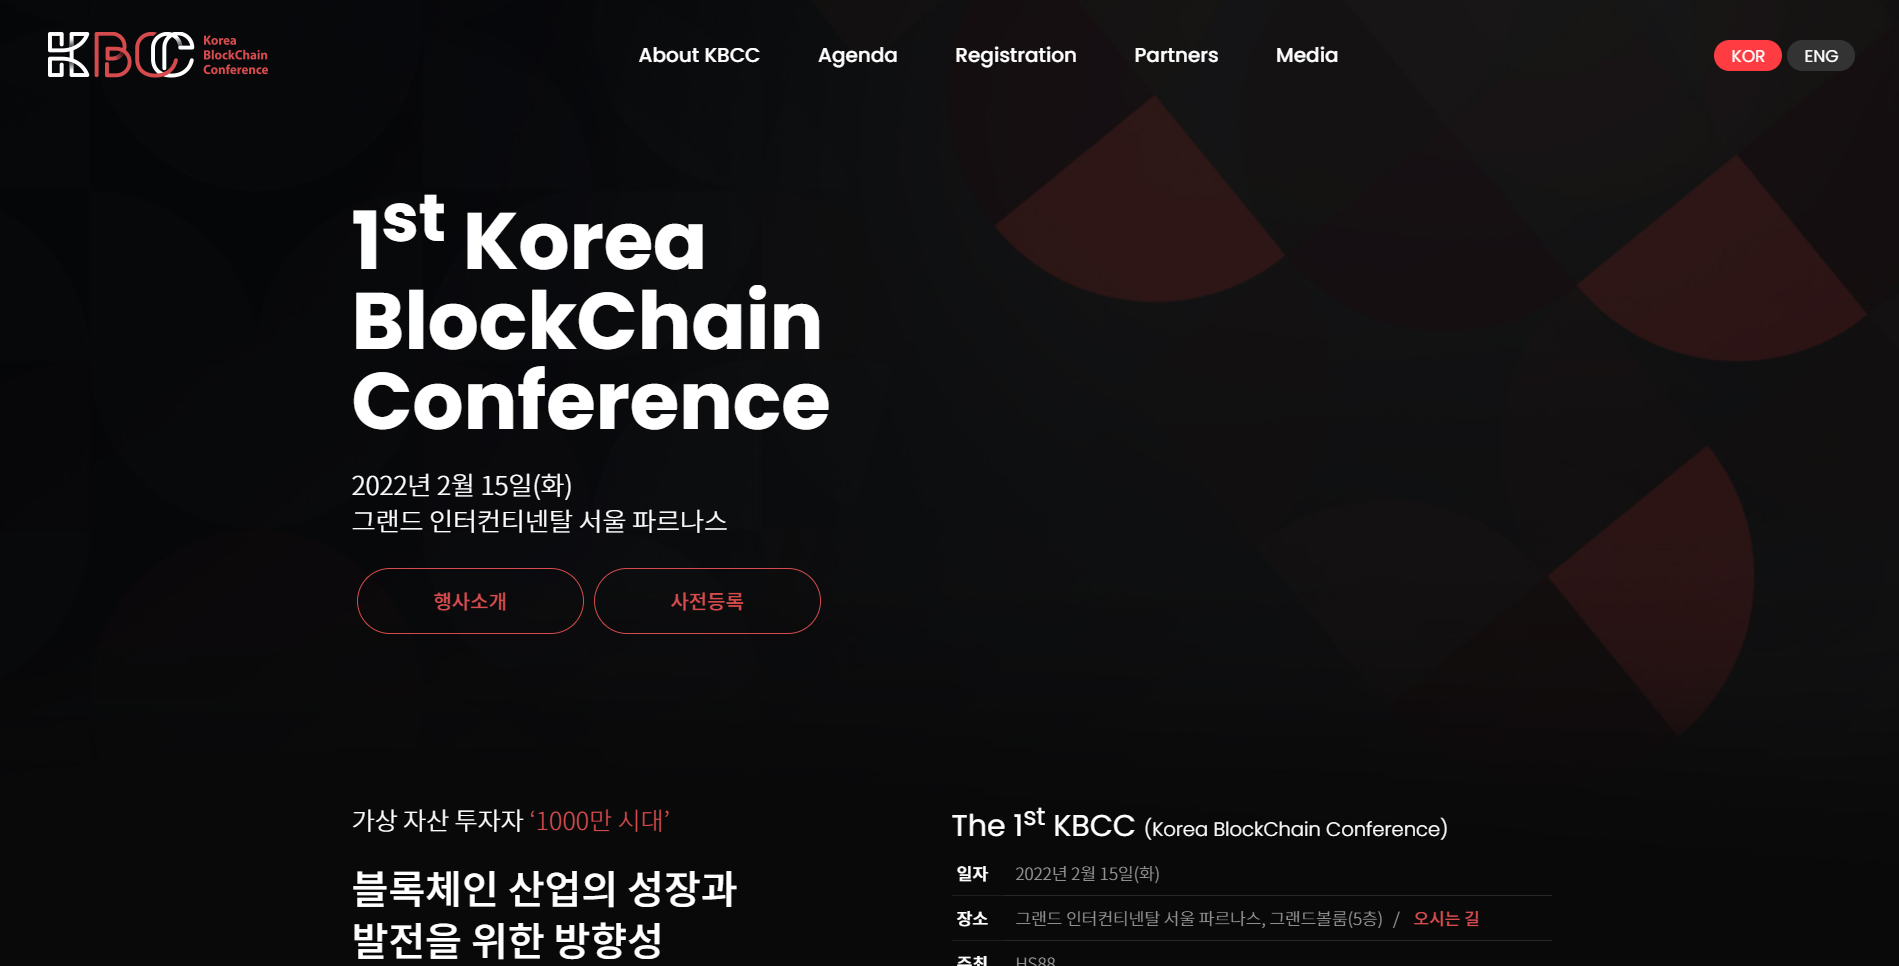 KBCC
Korea
BlockChain
Conference
About KBCC
Agenda
Registration
Partners
Media
KOR
ENG
1st Korea
BlockChain
Conference
2022년 2월 15일(화)
그랜드 인터컨티넨탈 서울 파르나스
행사소개
사전등록
가상 자산 투자자 ‘1000만 시대’
블록체인 산업의 성장과
발전을 위한 방향성
The 1st KBCC (Korea BlockChain Conference)
일자 2022년 2월 15일(화)
장소 그랜드 인터컨티넨탈 서울 파르나스, 그랜드볼룸(5층) / 오시는 길
주최 HS88